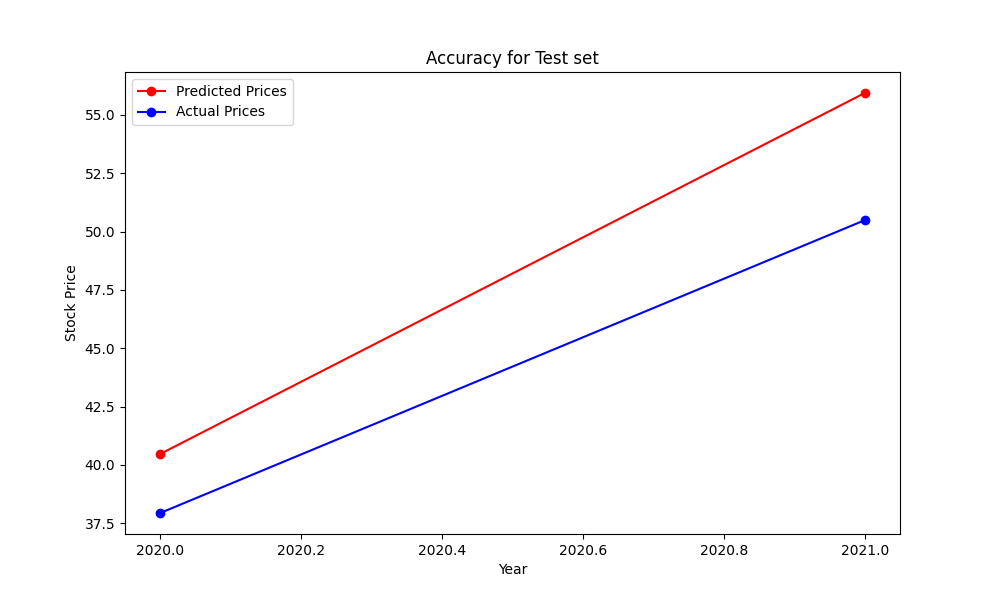 Accuracy for Test set
Predicted Prices
Actual Prices
55.0
52.5
50.0
47.5
45.0
42.5
40.0
37.5
Stock Price
2020.0 2020.2 2020.4 2020.6 2020.8 2021.0
Year